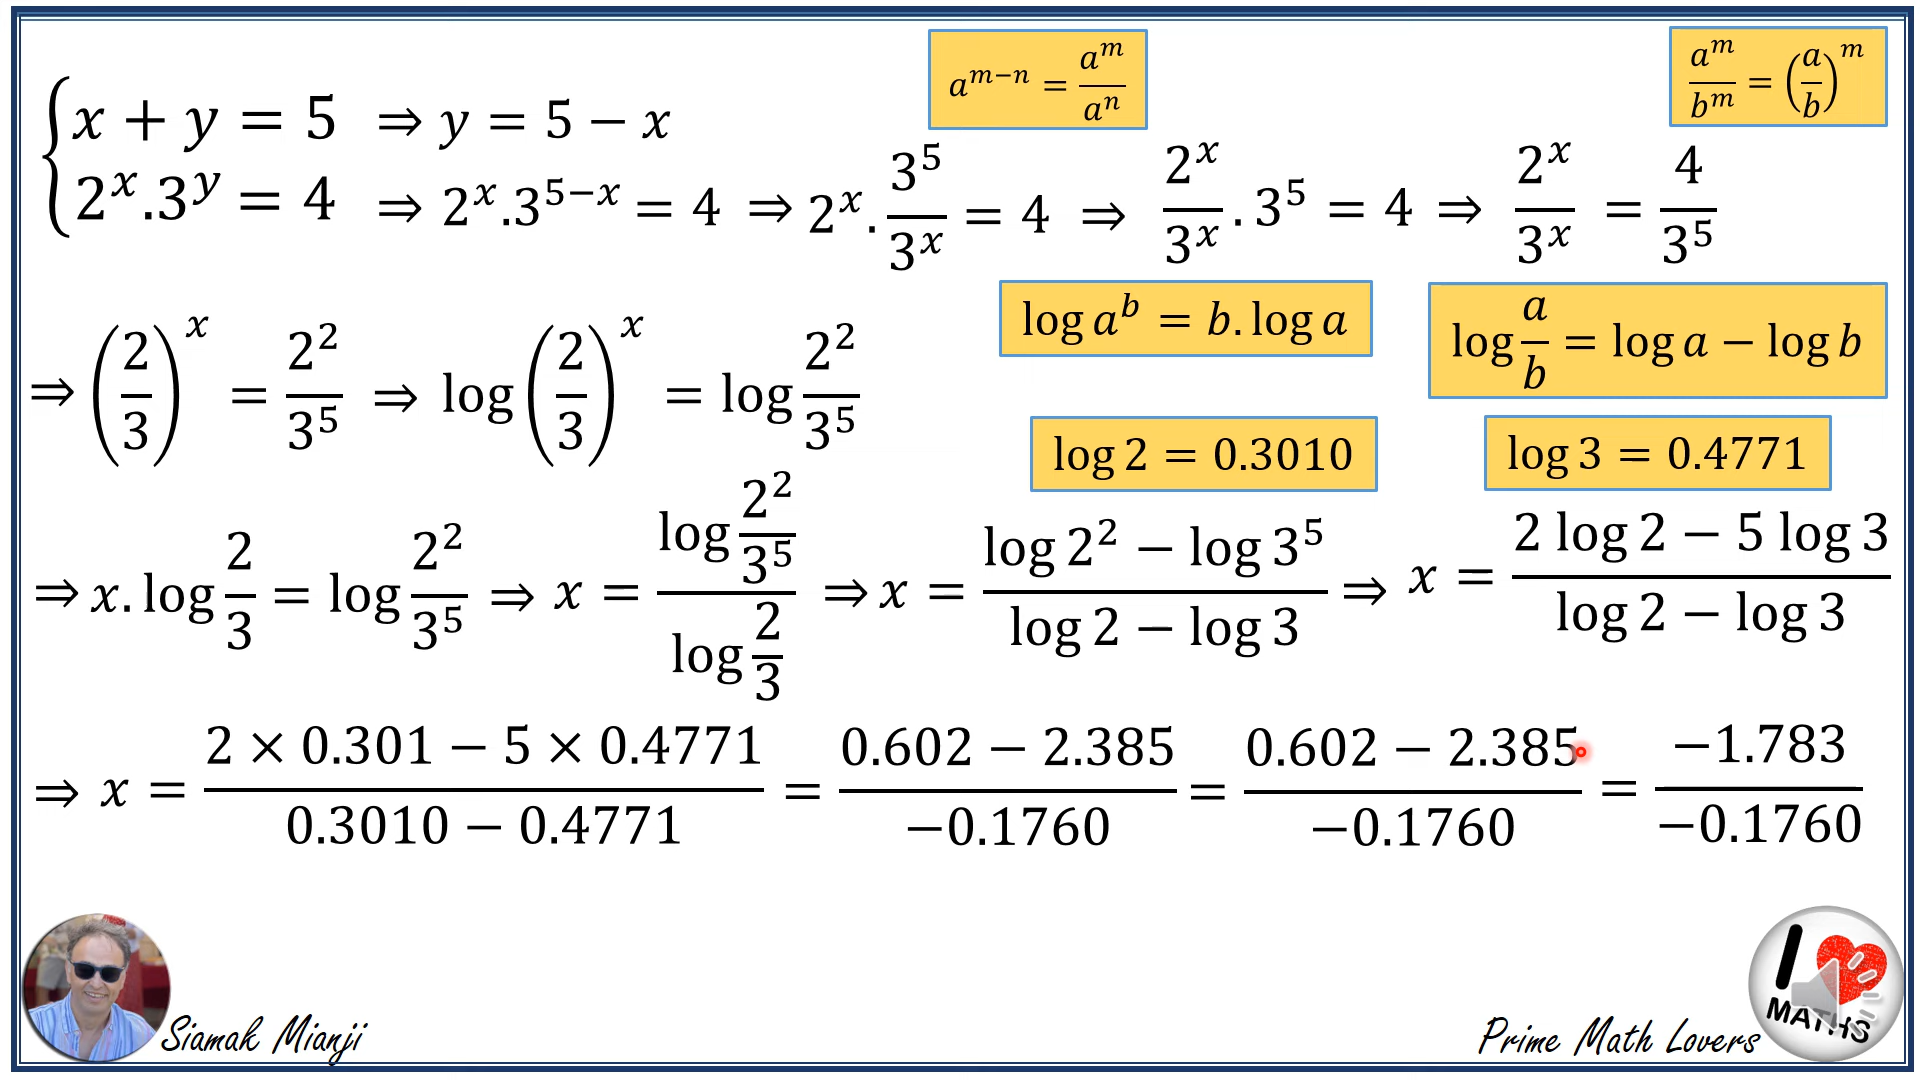 a^{m−n} = a^m/a^n
a^m/b^m = (a/b)^m
{ x + y = 5 ⇒ y = 5 − x
2^x.3^y = 4 ⇒ 2^x.3^{5−x} = 4 ⇒ 2^x.3^5/3^x = 4 ⇒ 2^x/3^x.3^5 = 4 ⇒ 2^x/3^x = 4/3^5
log a^b = b.log a
log a/b = log a − log b
⇒ (2/3)^x = 2^2/3^5 ⇒ log (2/3)^x = log 2^2/3^5
log 2 = 0.3010
log 3 = 0.4771
⇒ x.log 2/3 = log 2^2/3^5 ⇒ x = (log 2^2/3^5)/(log 2/3) ⇒ x = (log 2^2 − log 3^5)/(log 2 − log 3) ⇒ x = (2 log 2 − 5 log 3)/(log 2 − log 3)
⇒ x = (2 × 0.301 − 5 × 0.4771)/(0.3010 − 0.4771) = (0.602 − 2.385)/(−0.1760) = (0.602 − 2.385)/(−0.1760) = (−1.783)/(−0.1760)
Siamak Mianji
Prime Math Lovers
I
MATHS